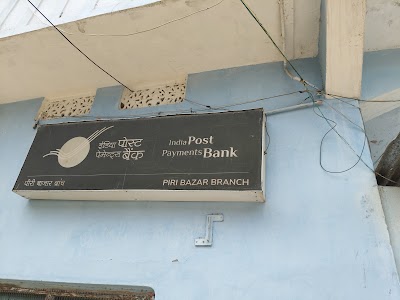 इंडिया पोस्ट
पेमेन्ट्स बैंक
India Post
Payments Bank
पीरी बाजार ब्रांच
PIRI BAZAR BRANCH